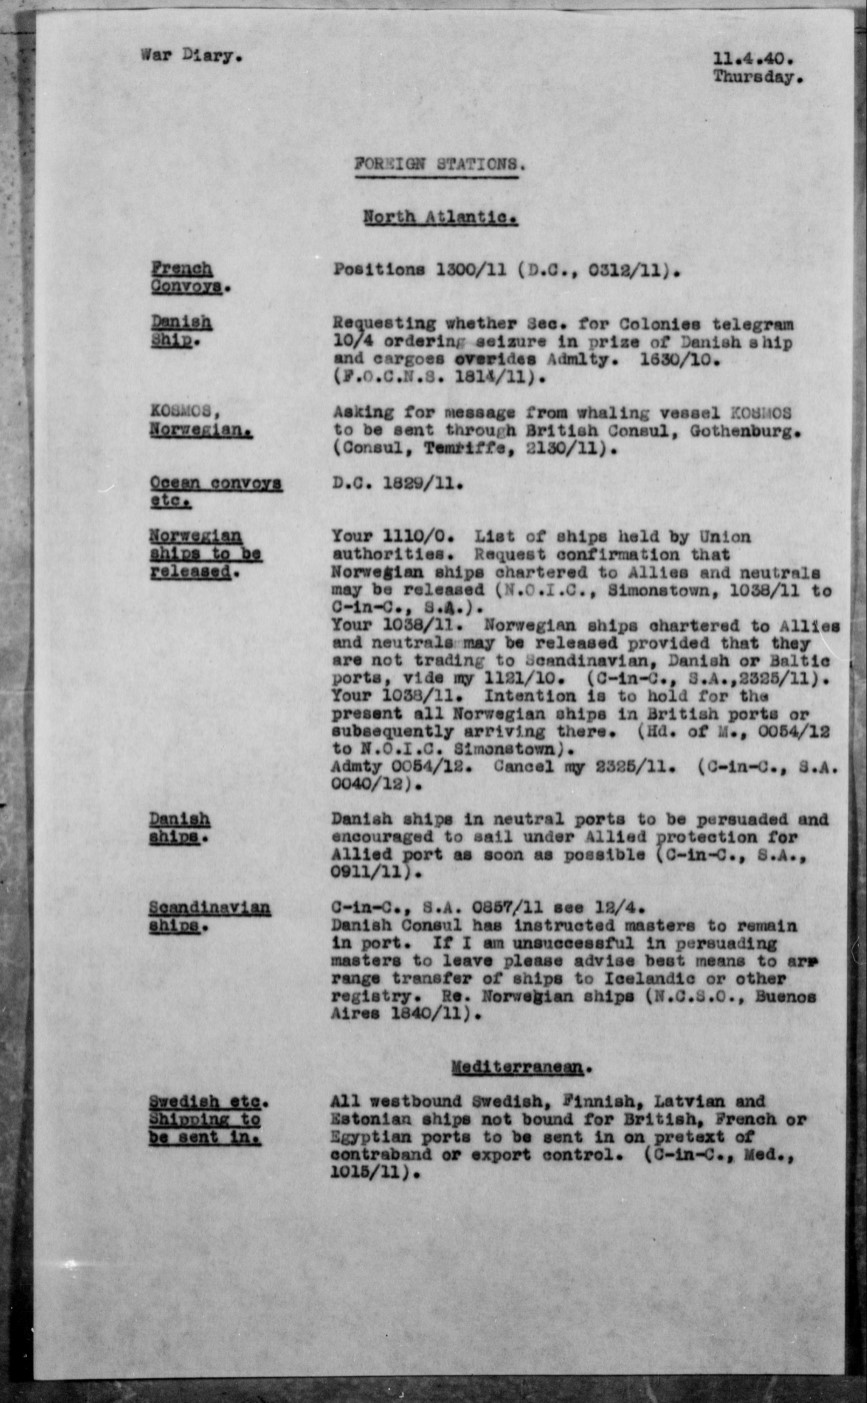 War Diary.
11.4.40.
Thursday.
FOREIGN STATIONS.
North Atlantic.
French
Convoys.
Positions 1300/11 (D.C., 0312/11).
Danish
Ship.
Requesting whether Sec. for Colonies telegram
10/4 ordering seizure in prize of Danish ship
and cargoes overides Admlty. 1630/10.
(F.O.C.N.S. 1814/11).
KOSMOS,
Norwegian.
Asking for message from whaling vessel KOSMOS
to be sent through British Consul, Gothenburg.
(Consul, Temriffe, 2130/11).
Ocean convoys
etc.
D.C. 1829/11.
Norwegian
ships to be
released.
Your 1110/0. List of ships held by Union
authorities. Request confirmation that
Norwegian ships chartered to Allies and neutrals
may be released (N.O.I.C., Simonstown, 1038/11 to
C-in-C., S.A.).
Your 1038/11. Norwegian ships chartered to Allies
and neutrals may be released provided that they
are not trading to Scandinavian, Danish or Baltic
ports, vide my 1121/10. (C-in-C., S.A.,2325/11).
Your 1038/11. Intention is to hold for the
present all Norwegian ships in British ports or
subsequently arriving there. (Hd. of M., 0054/12
to N.O.I.C. Simonstown).
Admty 0054/12. Cancel my 2325/11. (C-in-C., S.A.
0040/12).
Danish
ships.
Danish ships in neutral ports to be persuaded and
encouraged to sail under Allied protection for
Allied port as soon as possible (C-in-C., S.A.,
0911/11).
Scandinavian
ships.
C-in-C., S.A. 0857/11 see 12/4.
Danish Consul has instructed masters to remain
in port. If I am unsuccessful in persuading
masters to leave please advise best means to arr
range transfer of ships to Icelandic or other
registry. Re. Norwegian ships (N.C.S.O., Buenos
Aires 1840/11).
Mediterranean.
Swedish etc.
Shipping to
be sent in.
All westbound Swedish, Finnish, Latvian and
Estonian ships not bound for British, French or
Egyptian ports to be sent in on pretext of
contraband or export control. (C-in-C., Med.,
1015/11).